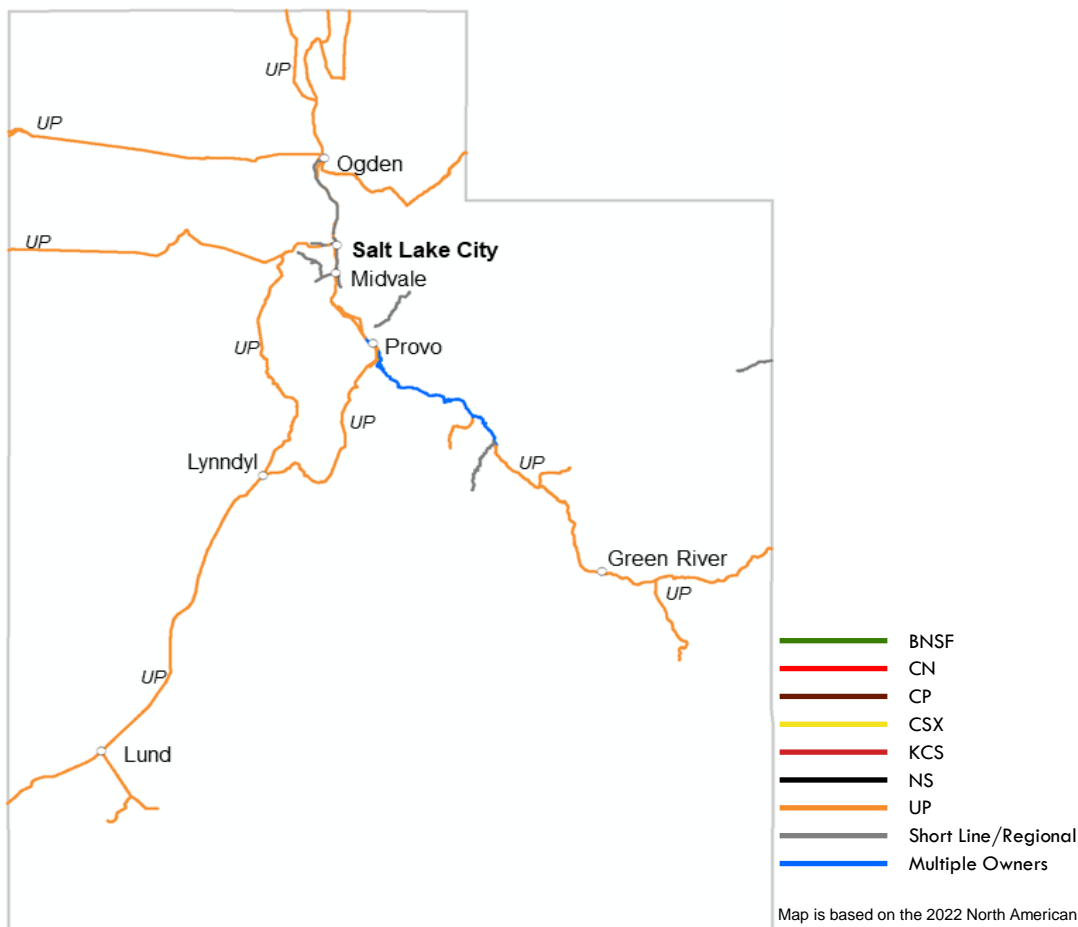 UP
UP
Ogden
UP
Salt Lake City
Midvale
UP
Provo
UP
Lynndyl
UP
Green River
UP
UP
Lund
BNSF
CN
CP
CSX
KCS
NS
UP
Short Line/Regional
Multiple Owners
Map is based on the 2022 North American